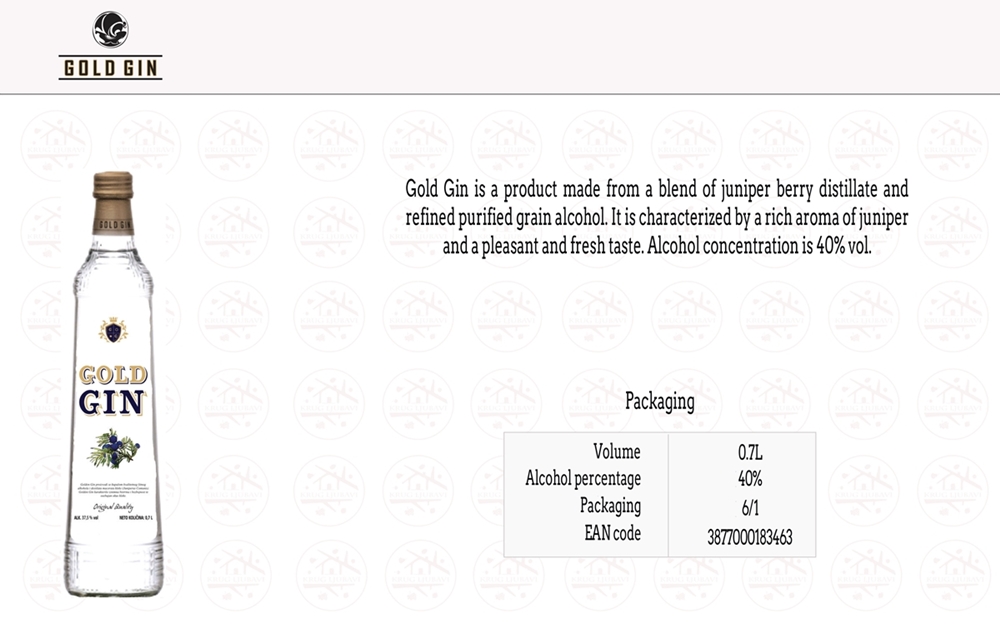 GOLD GIN
Gold Gin is a product made from a blend of juniper berry distillate and
refined purified grain alcohol. It is characterized by a rich aroma of juniper
and a pleasant and fresh taste. Alcohol concentration is 40% vol.
GOLD GIN
GOLD
GIN
Original Quality
ALK. 37,5 % vol NETO KOLIČINA: 0,7 L
Packaging
Volume 0.7L
Alcohol percentage 40%
Packaging 6/1
EAN code 3877000183463